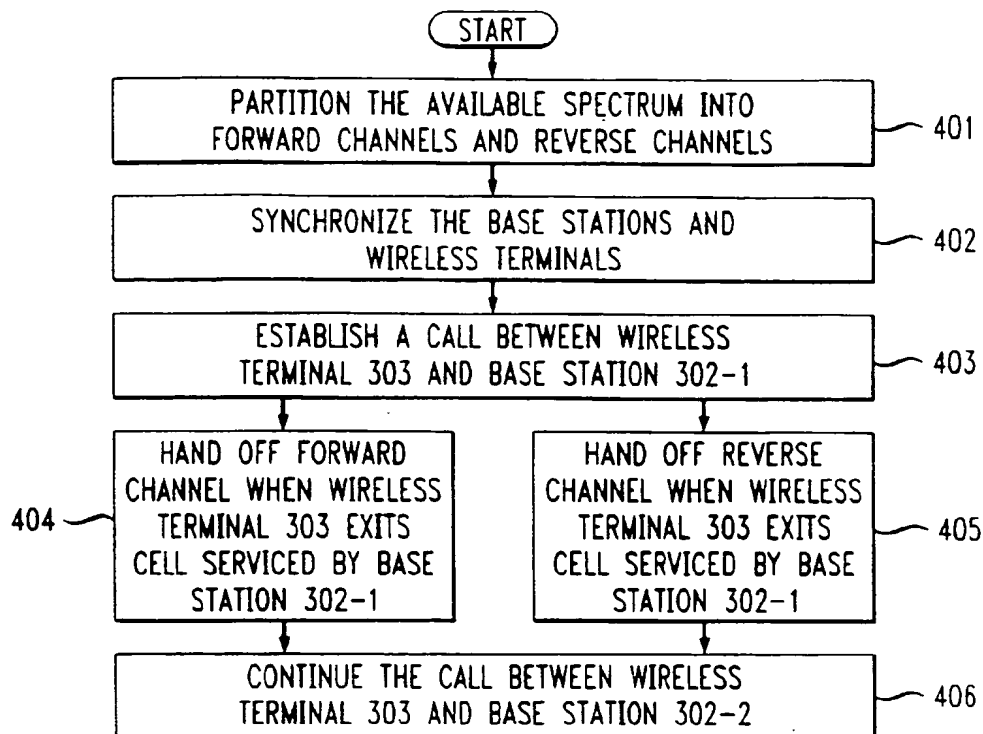 START
PARTITION THE AVAILABLE SPECTRUM INTO
FORWARD CHANNELS AND REVERSE CHANNELS
401
SYNCHRONIZE THE BASE STATIONS AND
WIRELESS TERMINALS
402
ESTABLISH A CALL BETWEEN WIRELESS
TERMINAL 303 AND BASE STATION 302-1
403
HAND OFF FORWARD
CHANNEL WHEN WIRELESS
TERMINAL 303 EXITS
CELL SERVICED BY BASE
STATION 302-1
404
HAND OFF REVERSE
CHANNEL WHEN WIRELESS
TERMINAL 303 EXITS
CELL SERVICED BY BASE
STATION 302-1
405
CONTINUE THE CALL BETWEEN WIRELESS
TERMINAL 303 AND BASE STATION 302-2
406